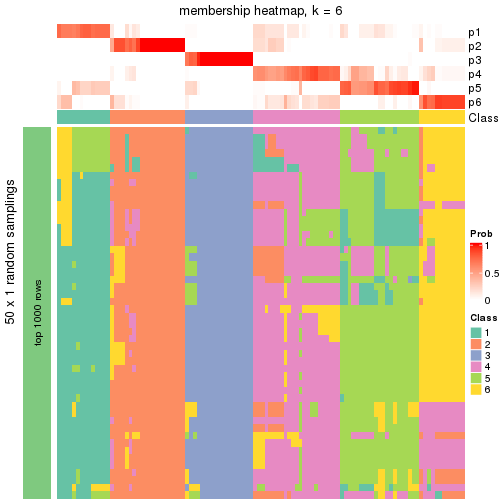 membership heatmap, k = 6
p1
p2
p3
p4
p5
p6
Class
50 x 1 random samplings
top 1000 rows
Prob
1
0.5
0
Class
1
2
3
4
5
6